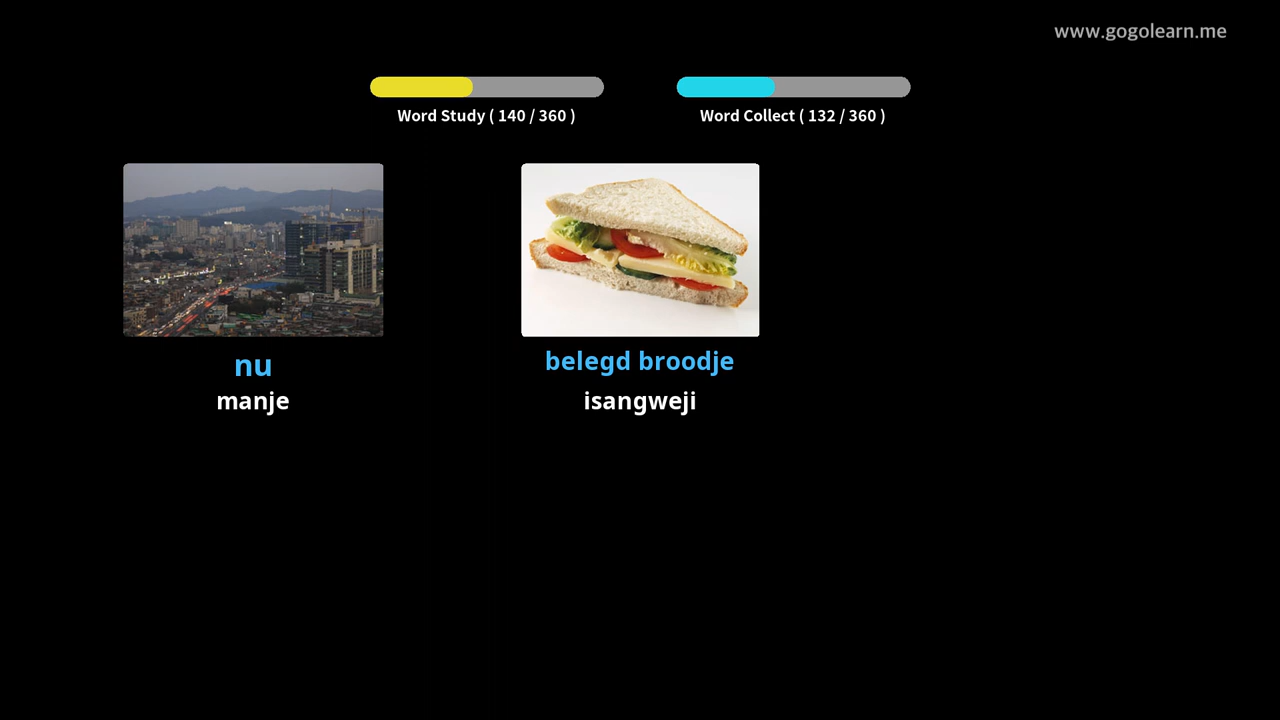 www.gogolearn.me
Word Study ( 140 / 360 )
Word Collect ( 132 / 360 )
nu
manje
belegd broodje
isangweji